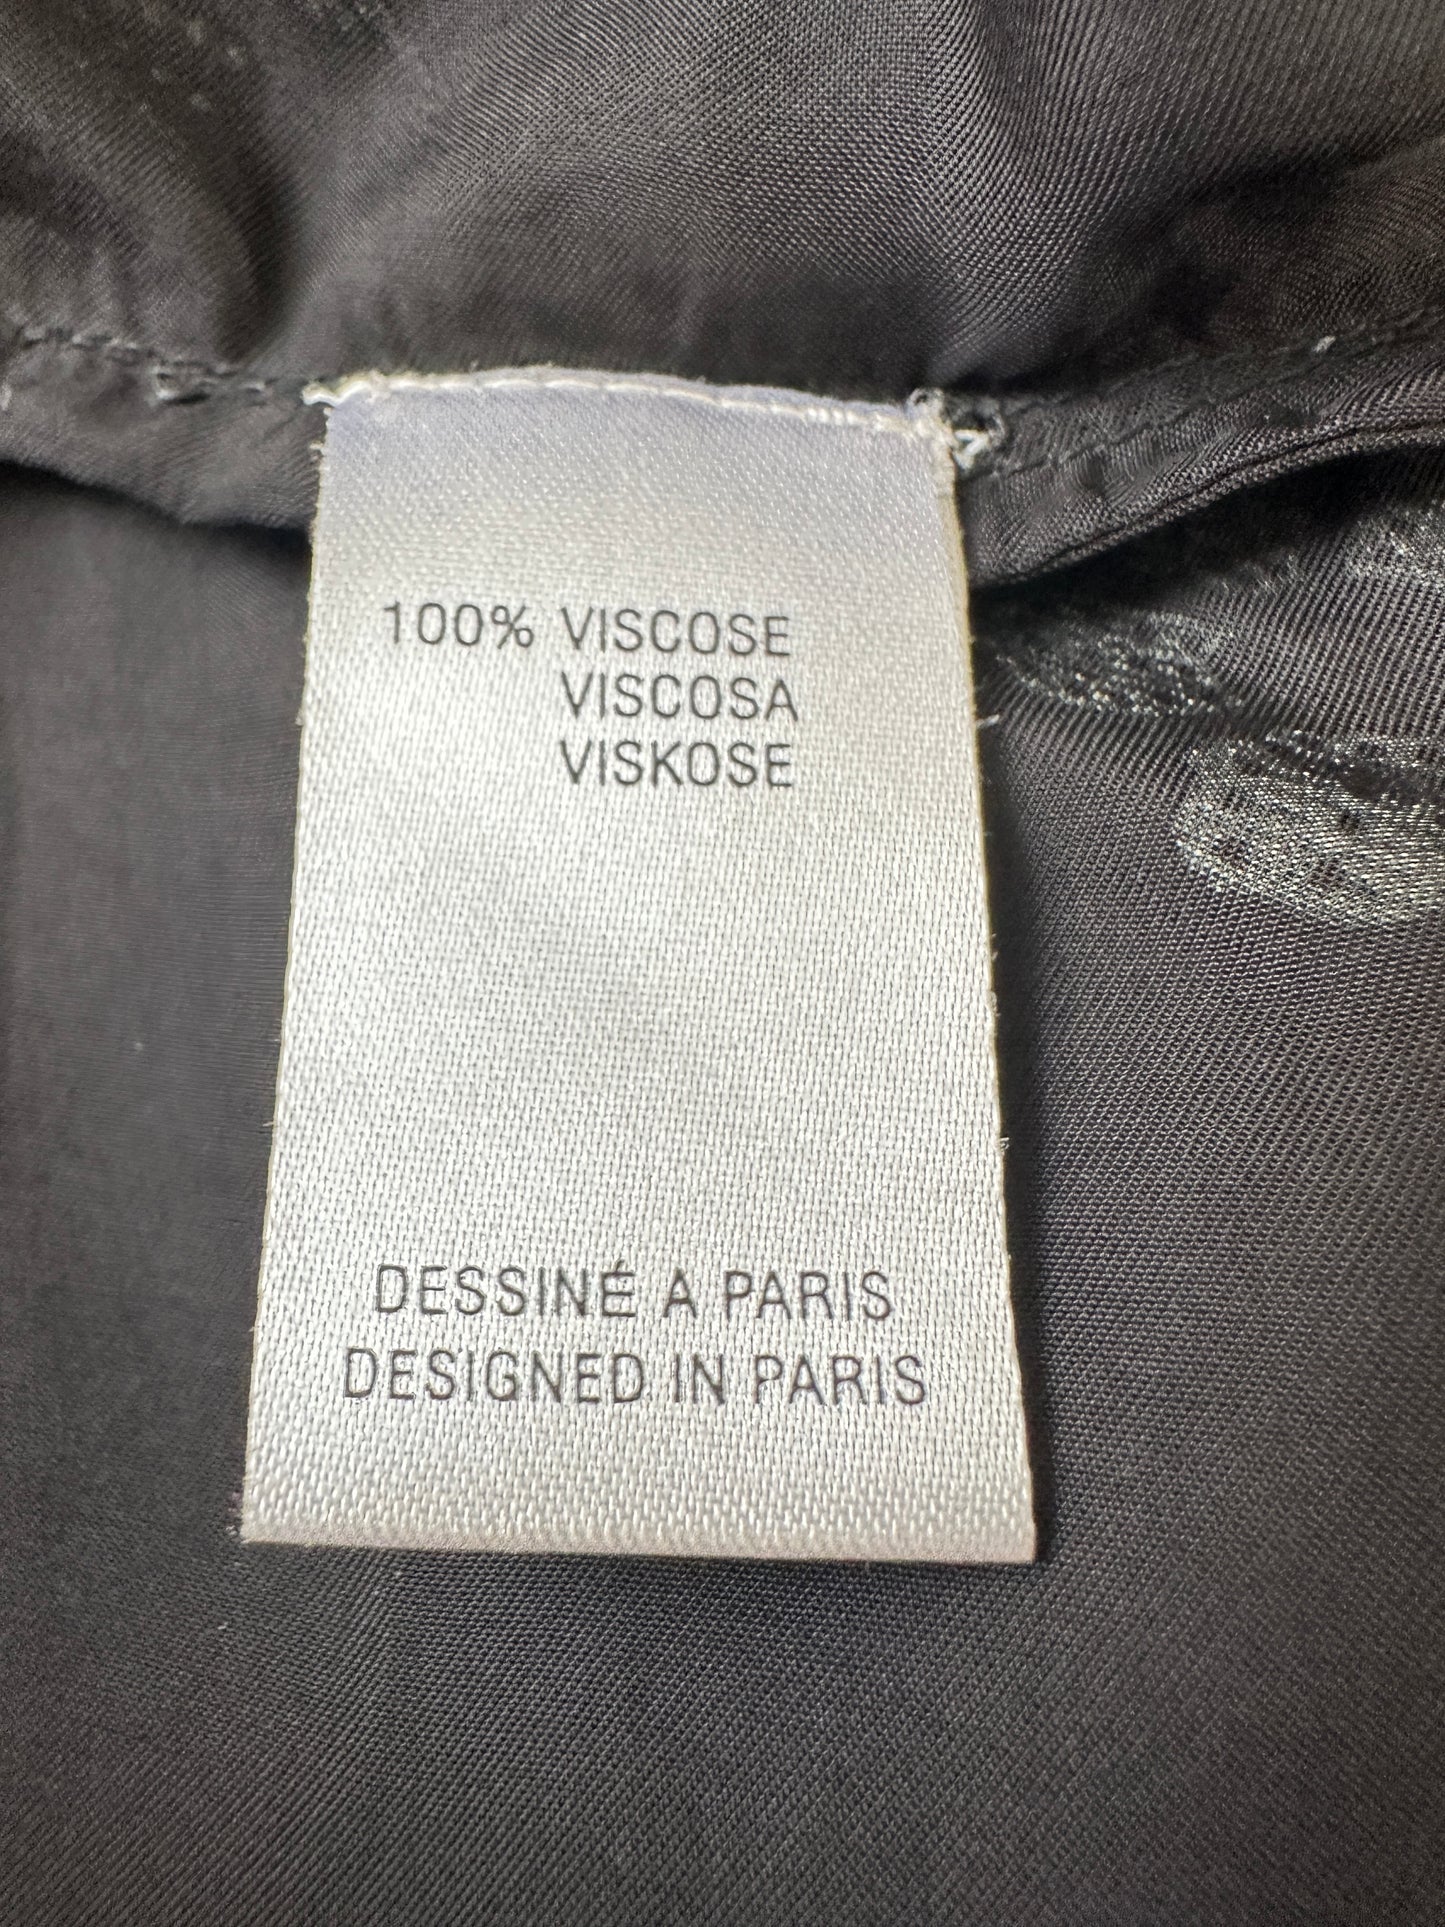 100% VISCOSE
VISCOSA
VISKOSE
DESSINÉ A PARIS
DESIGNED IN PARIS